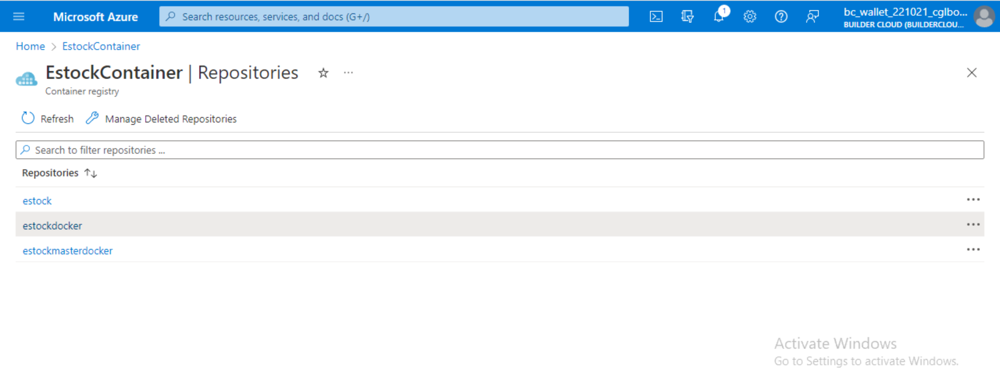 Microsoft Azure
Search resources, services, and docs (G+/)
1
bc_wallet_221021_cglbo...
BUILDER CLOUD (BUILDERCLOU...
Home > EstockContainer
EstockContainer | Repositories
Container registry
Refresh
Manage Deleted Repositories
Search to filter repositories ...
Repositories
estock
estockdocker
estockmasterdocker
Activate Windows
Go to Settings to activate Windows.